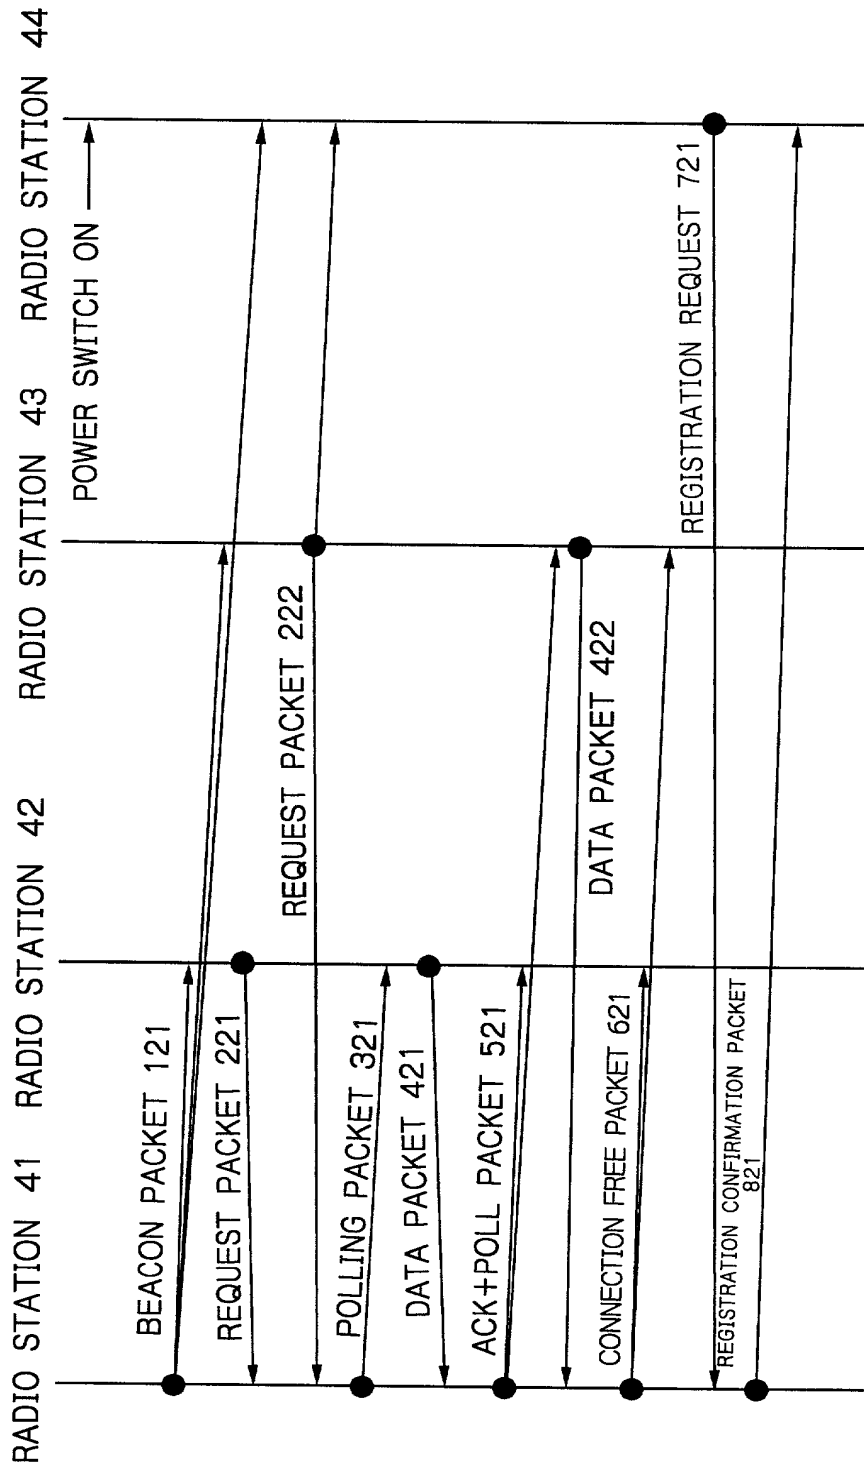 RADIO STATION 41
RADIO STATION 42
RADIO STATION 43
RADIO STATION 44
POWER SWITCH ON
BEACON PACKET 121
REQUEST PACKET 221
REQUEST PACKET 222
POLLING PACKET 321
DATA PACKET 421
ACK+POLL PACKET 521
DATA PACKET 422
CONNECTION FREE PACKET 621
REGISTRATION REQUEST 721
REGISTRATION CONFIRMATION PACKET
821